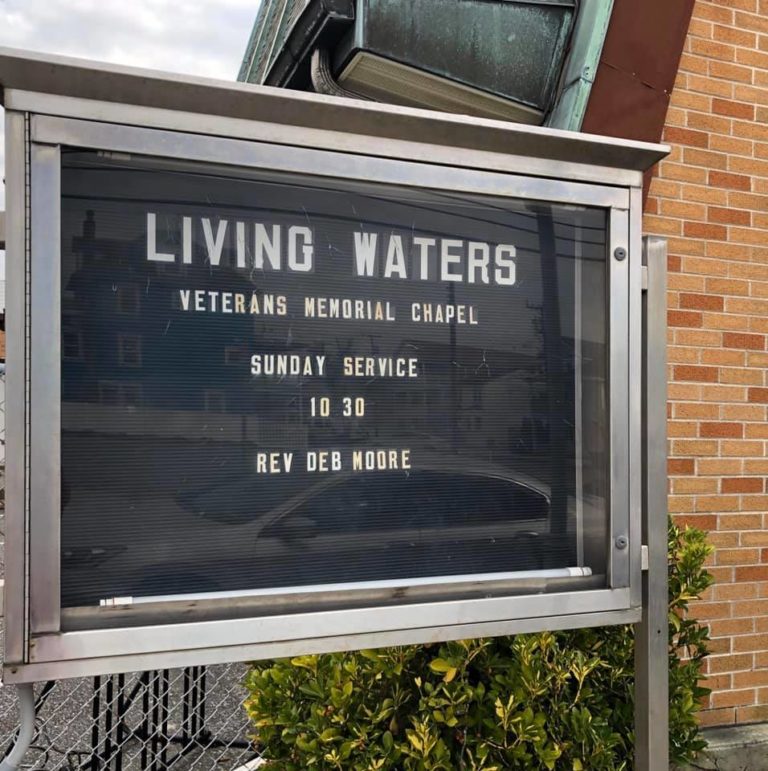 LIVING WATERS
VETERANS MEMORIAL CHAPEL
SUNDAY SERVICE
10 30
REV DEB MOORE